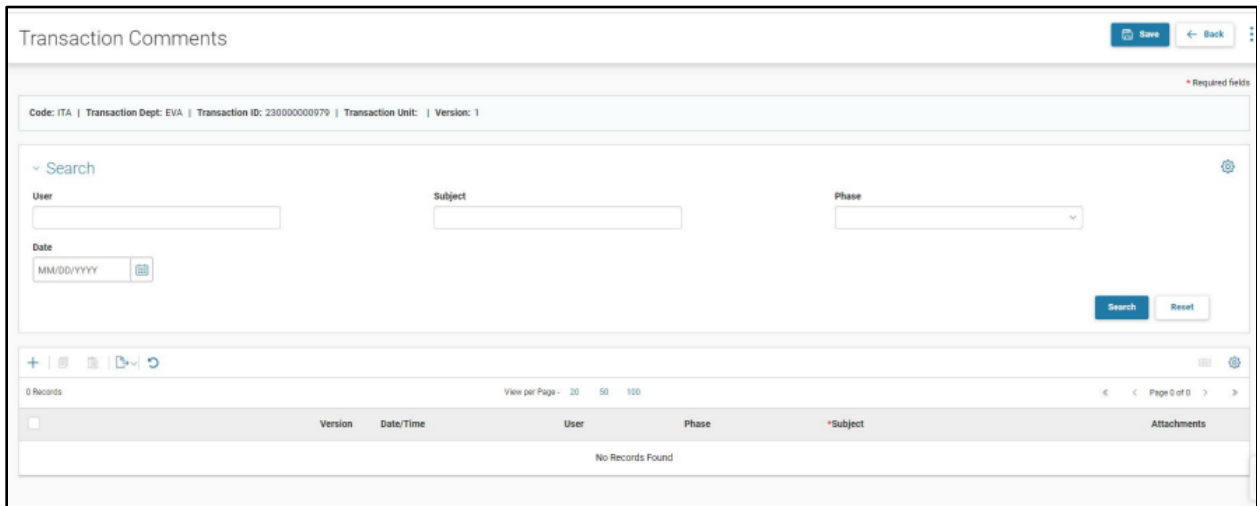 Transaction Comments
Save
Back
* Required fields
Code: ITA | Transaction Dept: EVA | Transaction ID: 230000000979 | Transaction Unit: | Version: 1
Search
User Subject Phase
Date
MM/DD/YYYY
Search Reset
0 Records View per Page - 20 50 100 Page 0 of 0
Version Date/Time User Phase *Subject Attachments
No Records Found